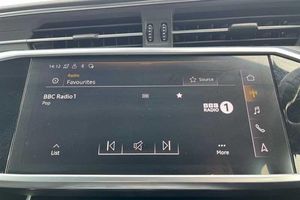 14:12
Radio
Favourites
Source
BBC Radio 1
Pop
BBC
RADIO 1
List
More